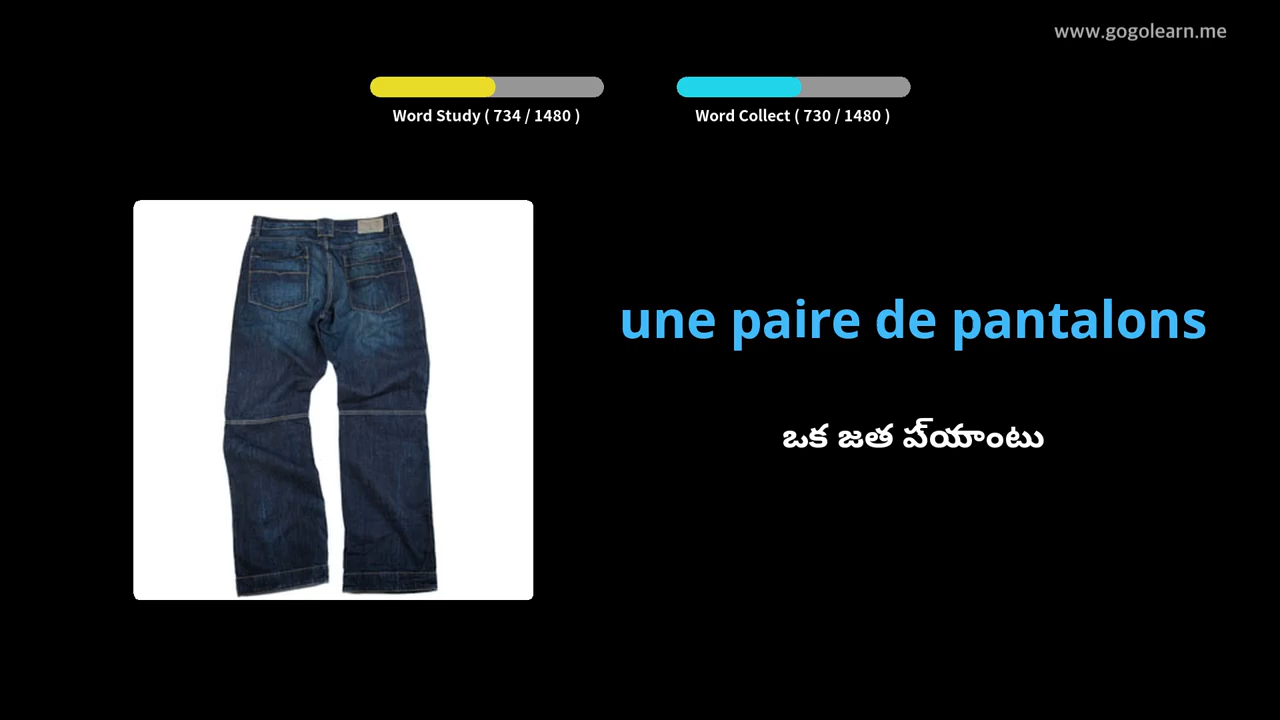 www.gogolearn.me
Word Study ( 734 / 1480 )
Word Collect ( 730 / 1480 )
une paire de pantalons
ఒక జత ప్యాంటు